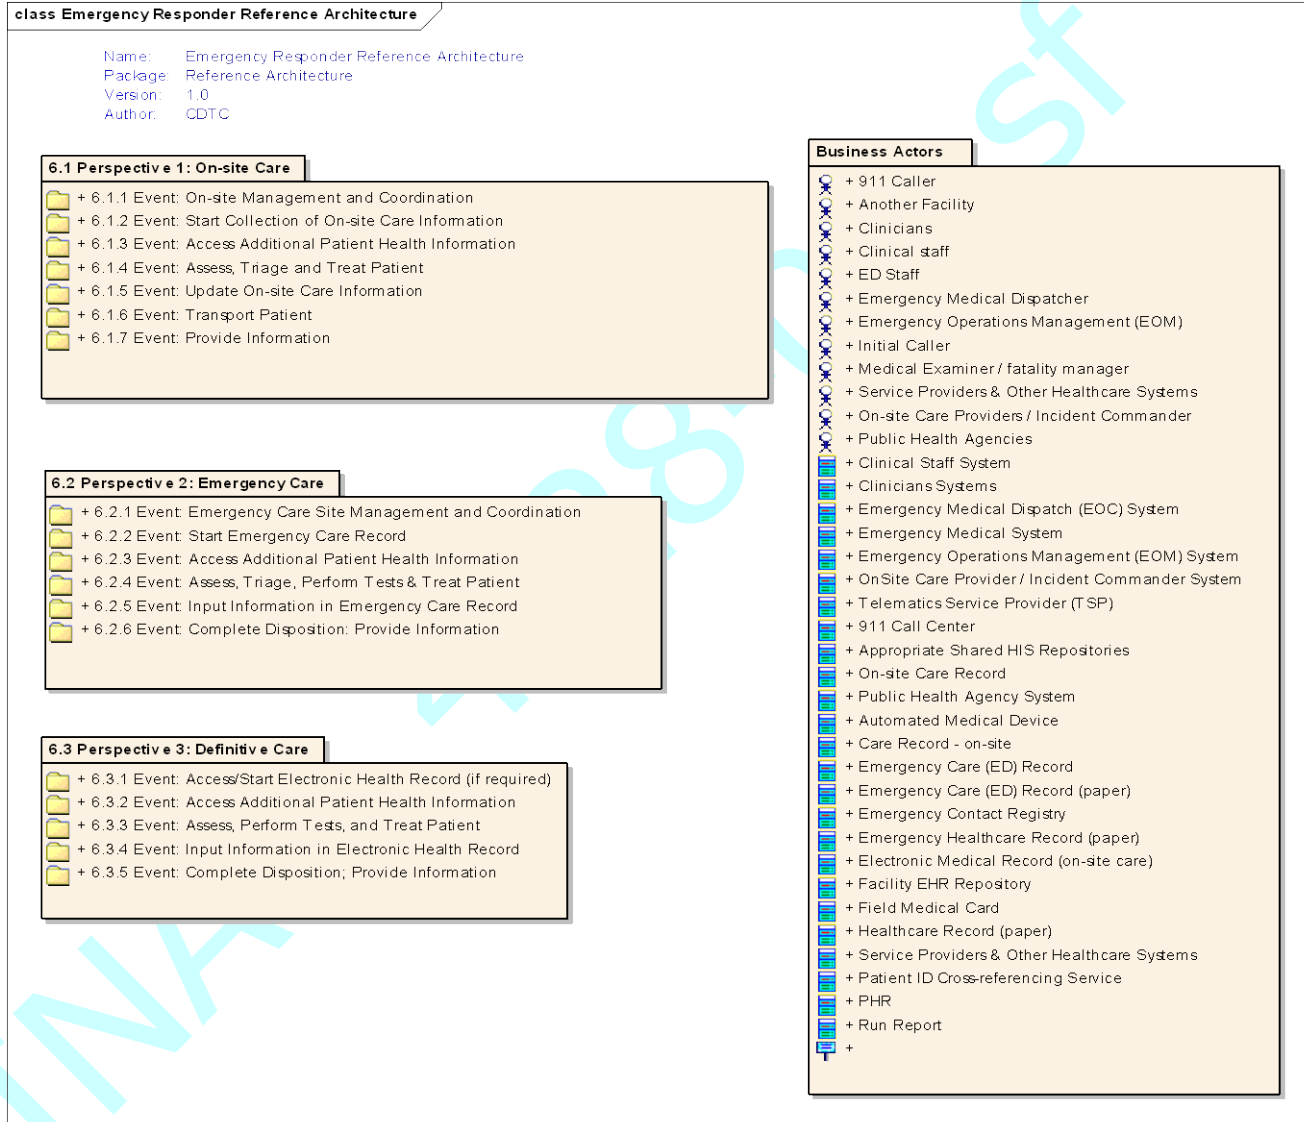 class Emergency Responder Reference Architecture
Name: Emergency Responder Reference Architecture
Package: Reference Architecture
Version: 1.0
Author: CDTC
6.1 Perspective 1: On-site Care
+ 6.1.1 Event: On-site Management and Coordination
+ 6.1.2 Event: Start Collection of On-site Care Information
+ 6.1.3 Event: Access Additional Patient Health Information
+ 6.1.4 Event: Assess, Triage and Treat Patient
+ 6.1.5 Event: Update On-site Care Information
+ 6.1.6 Event: Transport Patient
+ 6.1.7 Event: Provide Information
6.2 Perspective 2: Emergency Care
+ 6.2.1 Event: Emergency Care Site Management and Coordination
+ 6.2.2 Event: Start Emergency Care Record
+ 6.2.3 Event: Access Additional Patient Health Information
+ 6.2.4 Event: Assess, Triage, Perform Tests & Treat Patient
+ 6.2.5 Event: Input Information in Emergency Care Record
+ 6.2.6 Event: Complete Disposition: Provide Information
6.3 Perspective 3: Definitive Care
+ 6.3.1 Event: Access/Start Electronic Health Record (if required)
+ 6.3.2 Event: Access Additional Patient Health Information
+ 6.3.3 Event: Assess, Perform Tests, and Treat Patient
+ 6.3.4 Event: Input Information in Electronic Health Record
+ 6.3.5 Event: Complete Disposition; Provide Information
Business Actors
+ 911 Caller
+ Another Facility
+ Clinicians
+ Clinical staff
+ ED Staff
+ Emergency Medical Dispatcher
+ Emergency Operations Management (EOM)
+ Initial Caller
+ Medical Examiner / fatality manager
+ Service Providers & Other Healthcare Systems
+ On-site Care Providers / Incident Commander
+ Public Health Agencies
+ Clinical Staff System
+ Clinicians Systems
+ Emergency Medical Dispatch (EOC) System
+ Emergency Medical System
+ Emergency Operations Management (EOM) System
+ OnSite Care Provider / Incident Commander System
+ Telematics Service Provider (TSP)
+ 911 Call Center
+ Appropriate Shared HIS Repositories
+ On-site Care Record
+ Public Health Agency System
+ Automated Medical Device
+ Care Record - on-site
+ Emergency Care (ED) Record
+ Emergency Care (ED) Record (paper)
+ Emergency Contact Registry
+ Emergency Healthcare Record (paper)
+ Electronic Medical Record (on-site care)
+ Facility EHR Repository
+ Field Medical Card
+ Healthcare Record (paper)
+ Service Providers & Other Healthcare Systems
+ Patient ID Cross-referencing Service
+ PHR
+ Run Report
+